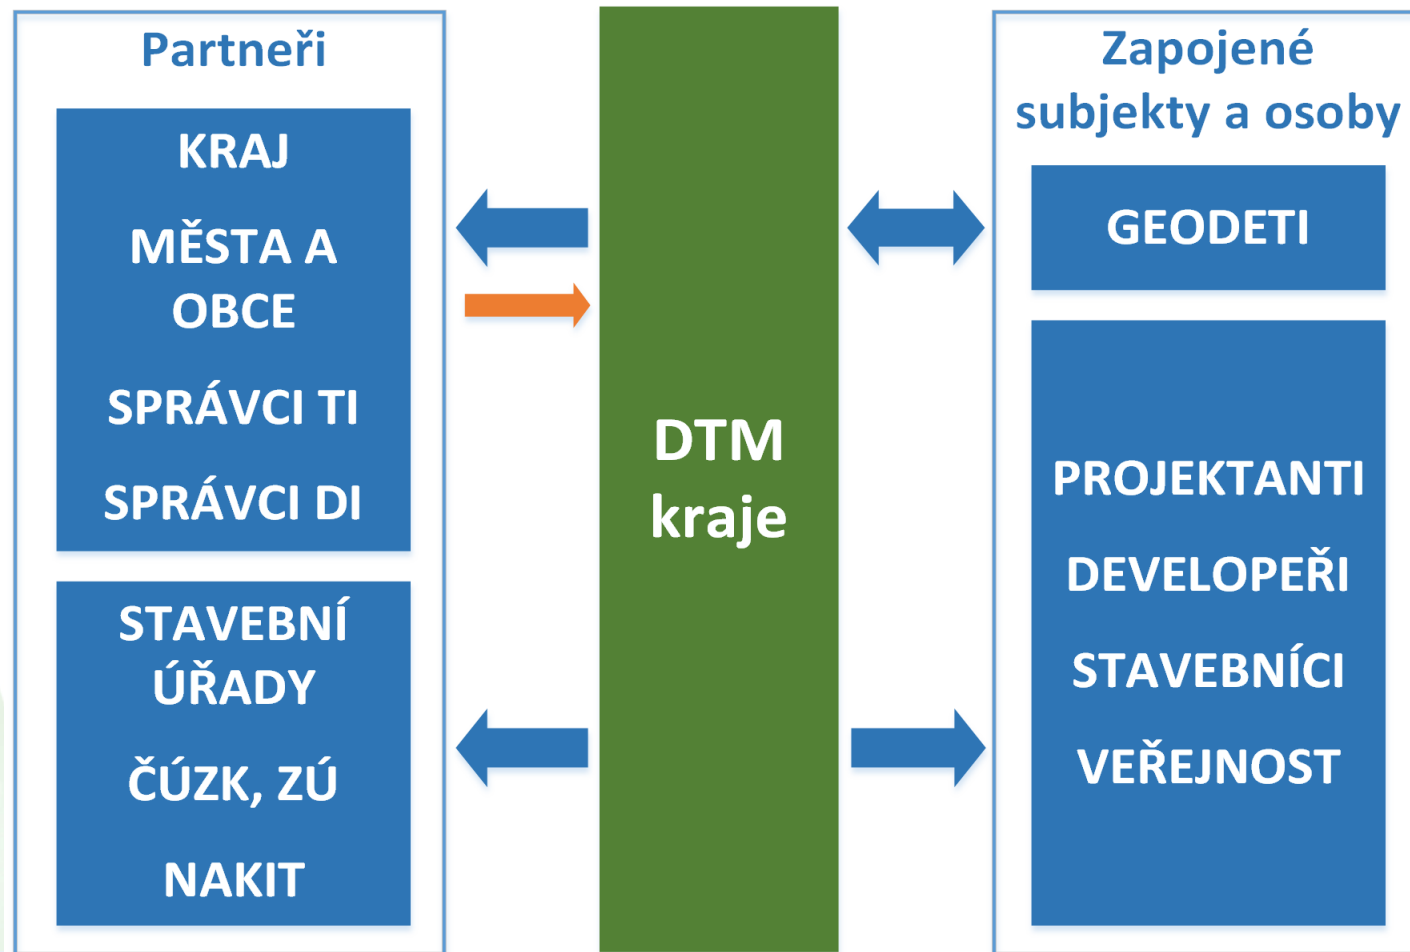 Partneři
KRAJ
MĚSTA A
OBCE
SPRÁVCI TI
SPRÁVCI DI
STAVEBNÍ
ÚŘADY
ČÚZK, ZÚ
NAKIT
DTM
kraje
Zapojené
subjekty a osoby
GEODETI
PROJEKTANTI
DEVELOPEŘI
STAVEBNÍCI
VEŘEJNOST